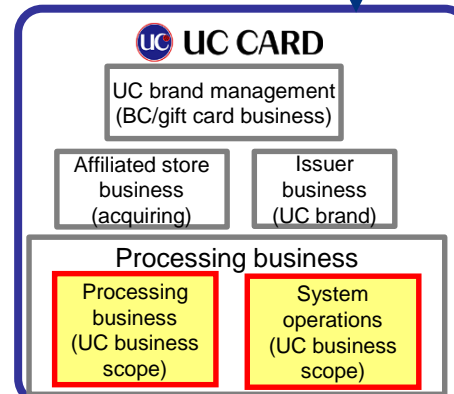 uc UC CARD
UC brand management
(BC/gift card business)
Affiliated store
business
(acquiring)
Issuer
business
(UC brand)
Processing business
Processing
business
(UC business
scope)
System
operations
(UC business
scope)